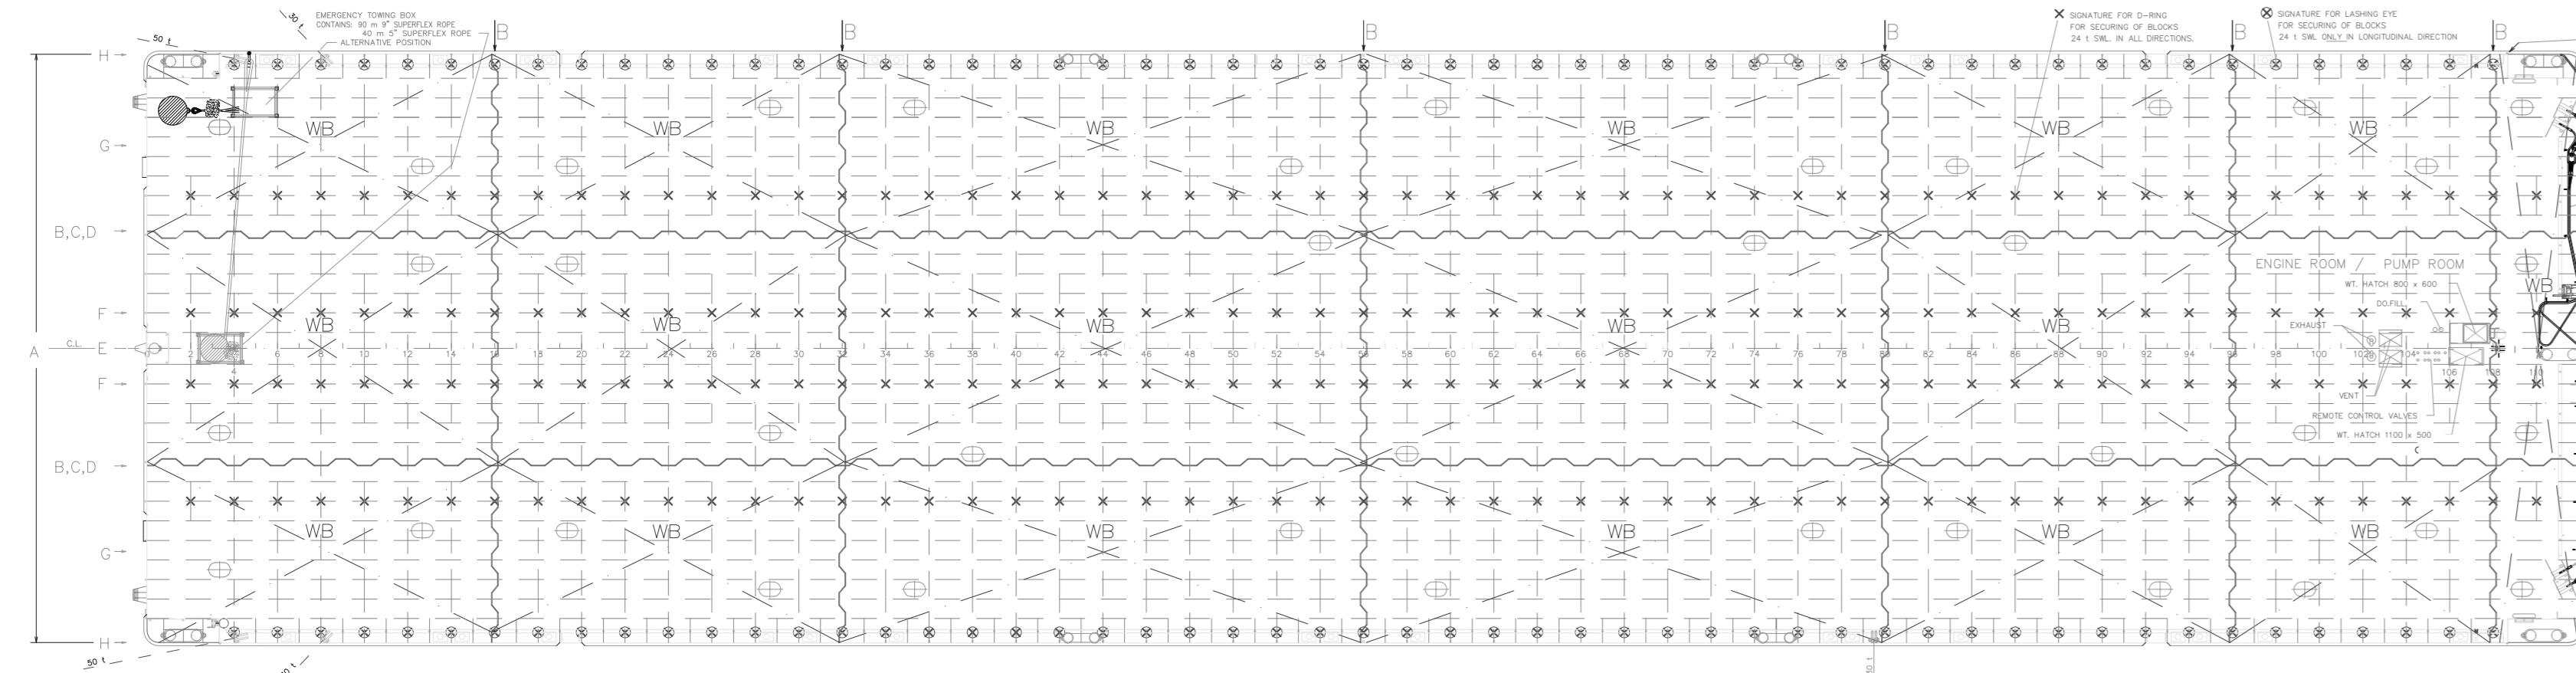 EMERGENCY TOWING BOX
CONTAINS: 90 m 9" SUPERFLEX ROPE
40 m 5" SUPERFLEX ROPE
ALTERNATIVE POSITION
30 t
50 t
B
B
B
B
B
B
SIGNATURE FOR D-RING
FOR SECURING OF BLOCKS
24 t SWL. IN ALL DIRECTIONS.
SIGNATURE FOR LASHING EYE
FOR SECURING OF BLOCKS
24 t SWL ONLY IN LONGITUDINAL DIRECTION
H
WB WB WB WB WB WB
G
B,C,D
ENGINE ROOM / PUMP ROOM
WT. HATCH 800 x 600
DO.FILL.
EXHAUST
WB
F
WB WB WB WB WB
A
C.L.
E
0 2 4 6 8 10 12 14 16 18 20 22 24 26 28 30 32 34 36 38 40 42 44 46 48 50 52 54 56 58 60 62 64 66 68 70 72 74 76 78 80 82 84 86 88 90 92 94 96 98 100 102 104 106 108 110
F
VENT
REMOTE CONTROL VALVES
WT. HATCH 1100 x 500
B,C,D
WB WB WB WB WB WB
G
H
50 t